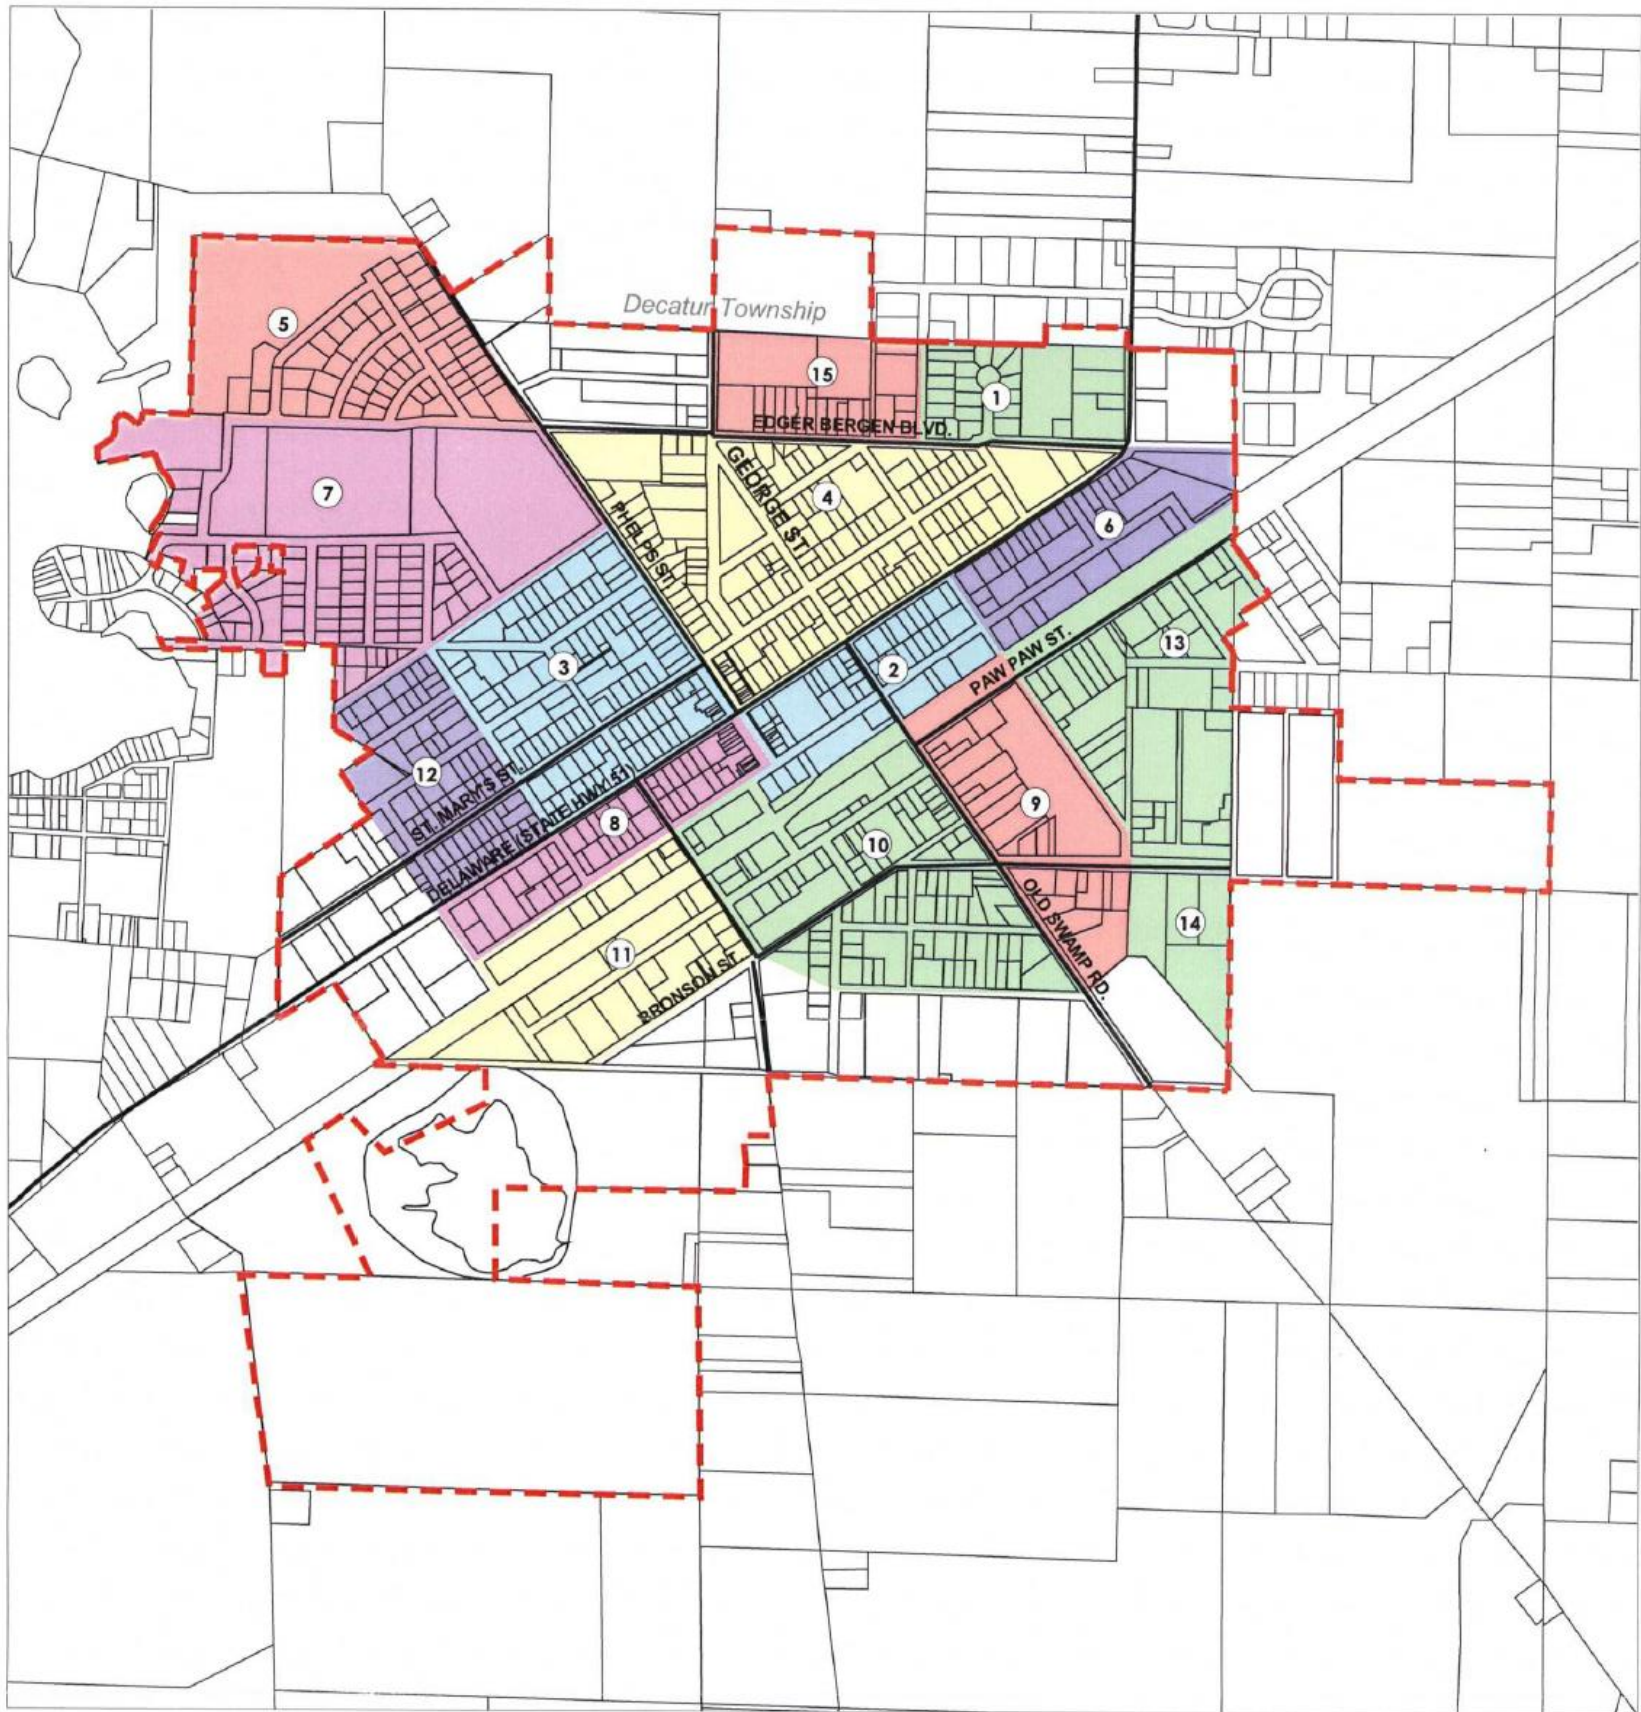 Decatur Township
5
15
1
EDGER BERGEN BLVD.
7
GEORGE ST.
4
PHELPS ST.
6
13
3
2
PAW PAW ST.
12
ST. MARY'S ST.
DELAWARE (STATE HWY 51)
8
9
10
14
OLD SWAMP RD.
11
BRONSON ST.